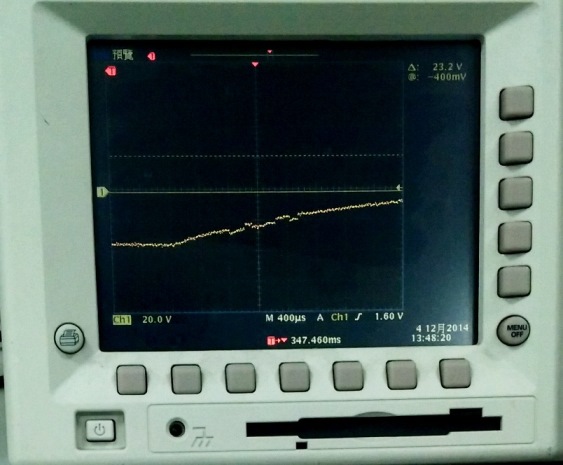 預覽
Δ: 23.2 V
@: −400mV
1
Ch1 20.0 V M 400µs A Ch1 1.60 V
347.460ms
4 12月 2014
13:48:20
MENU
OFF